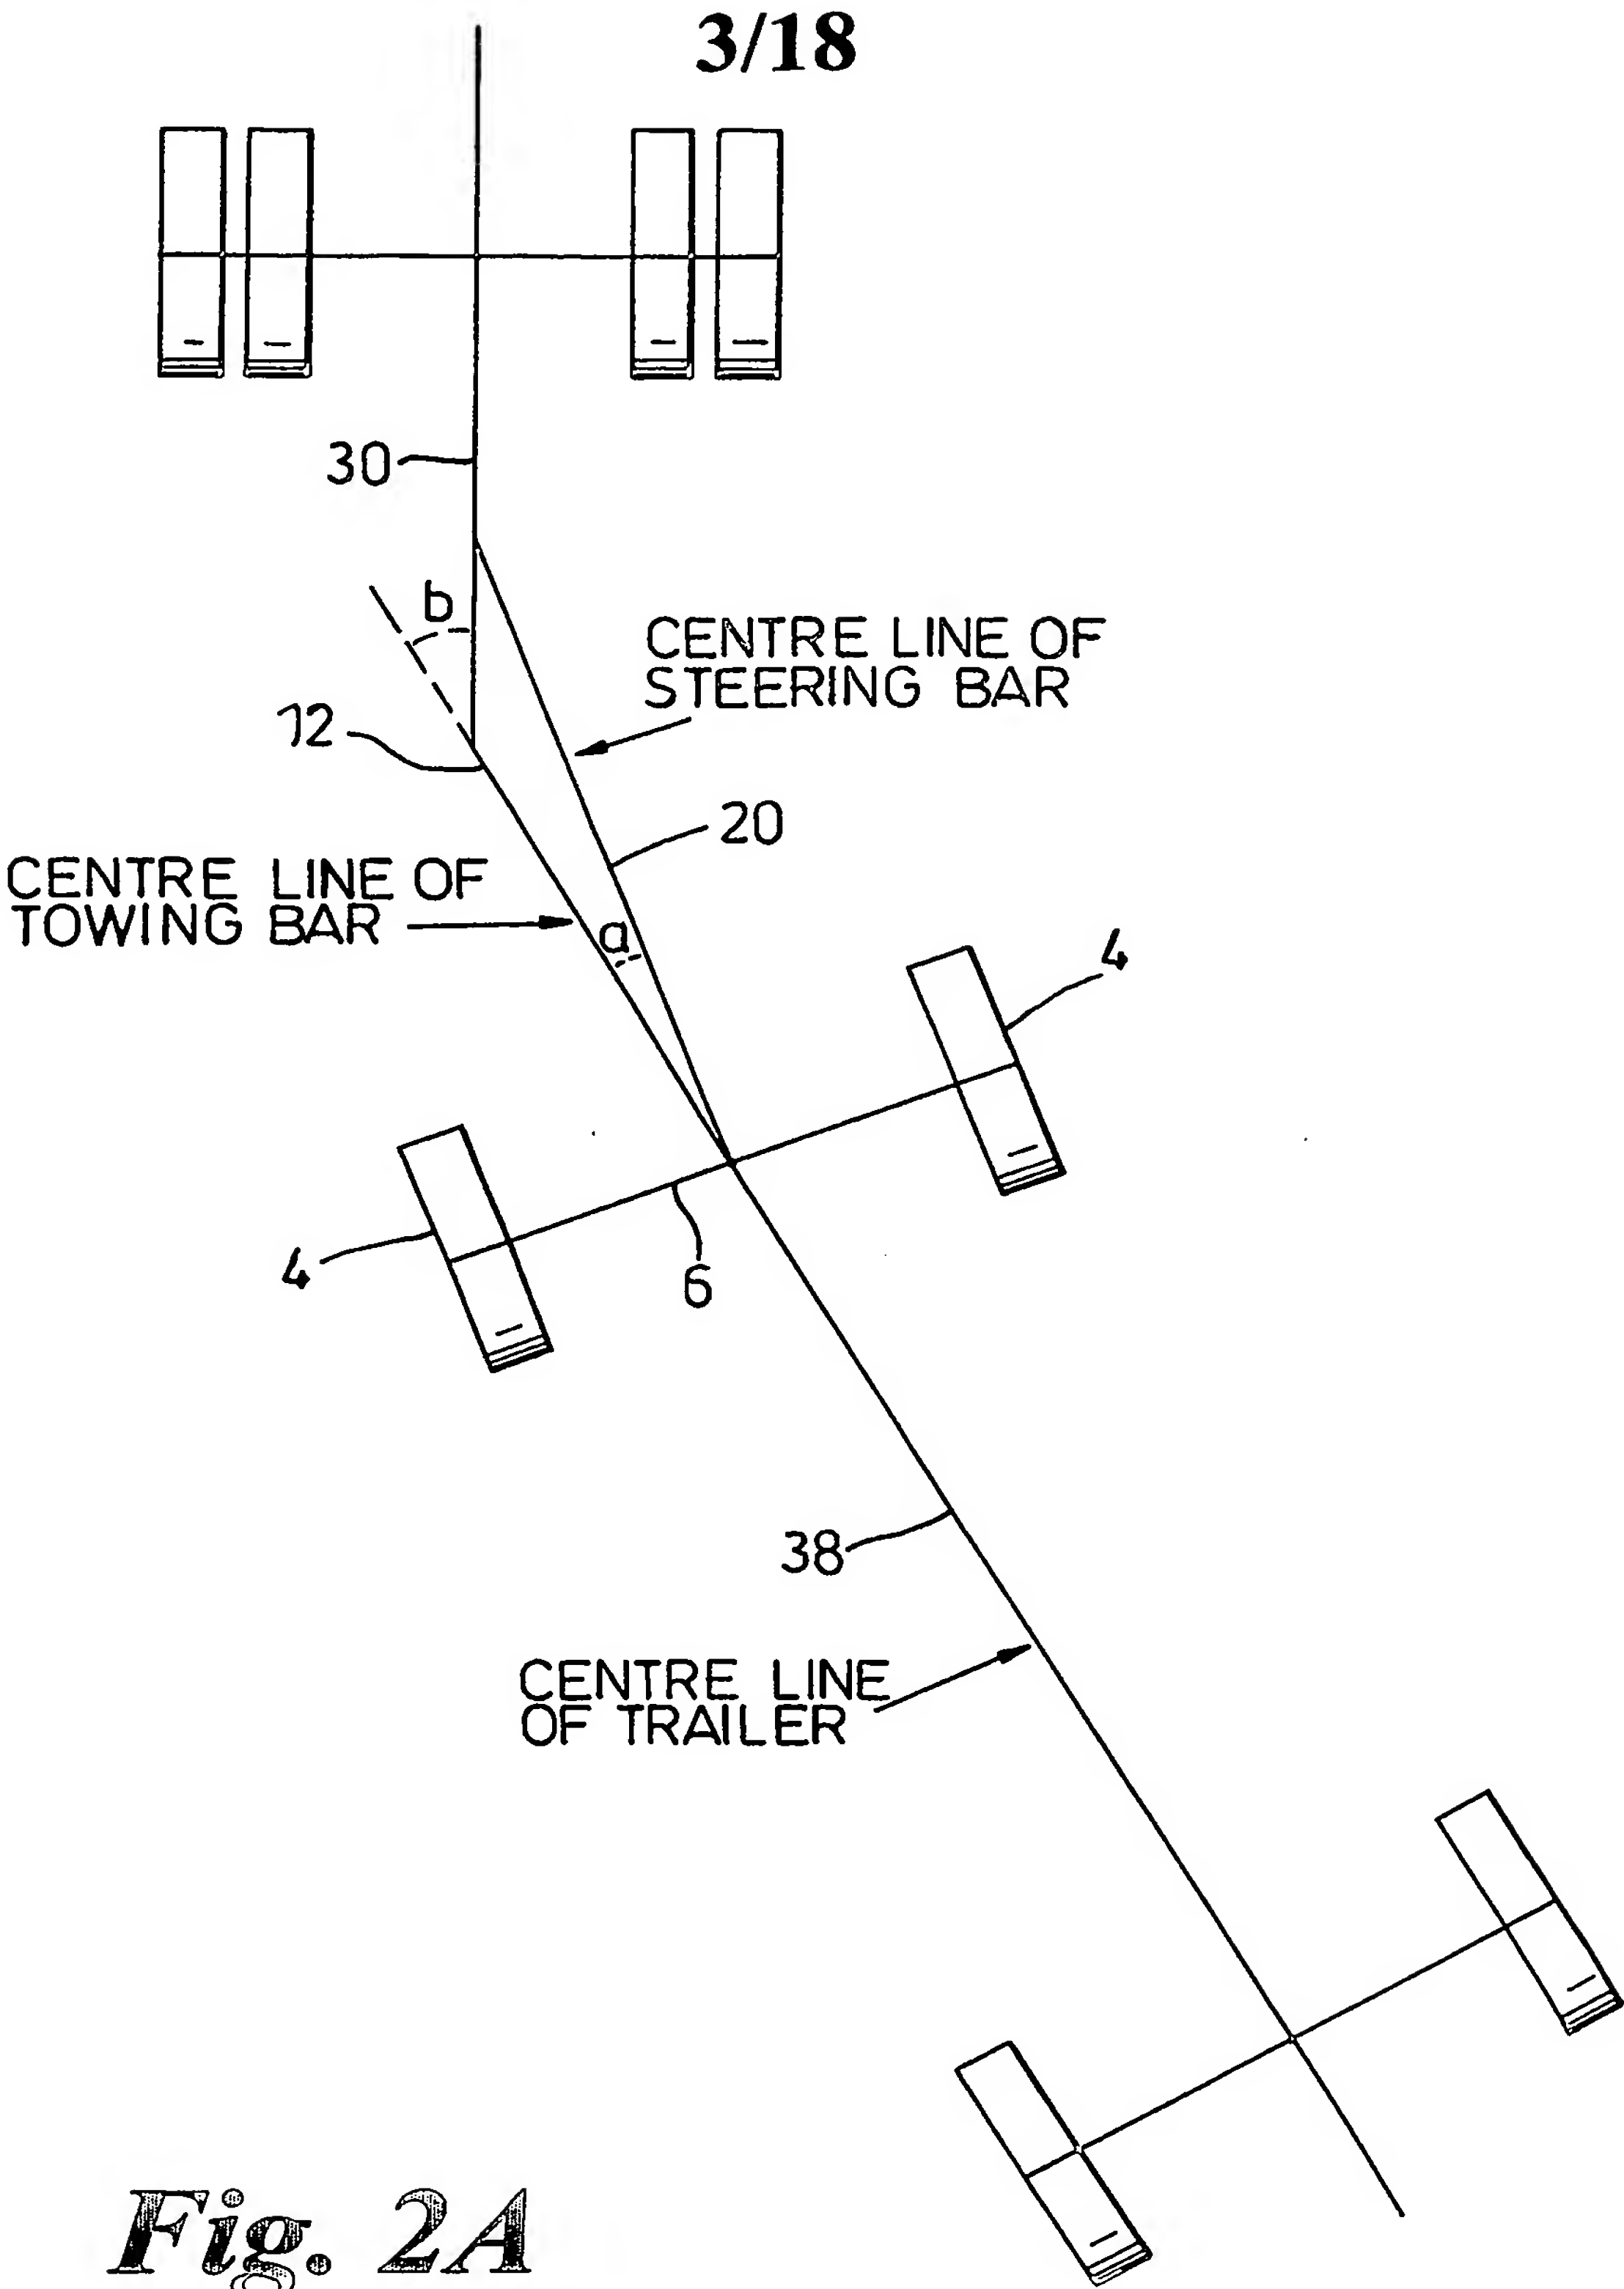 3/18
30
b
CENTRE LINE OF
STEERING BAR
12
20
CENTRE LINE OF
TOWING BAR
a
4
4
6
38
CENTRE LINE
OF TRAILER
Fig. 2A